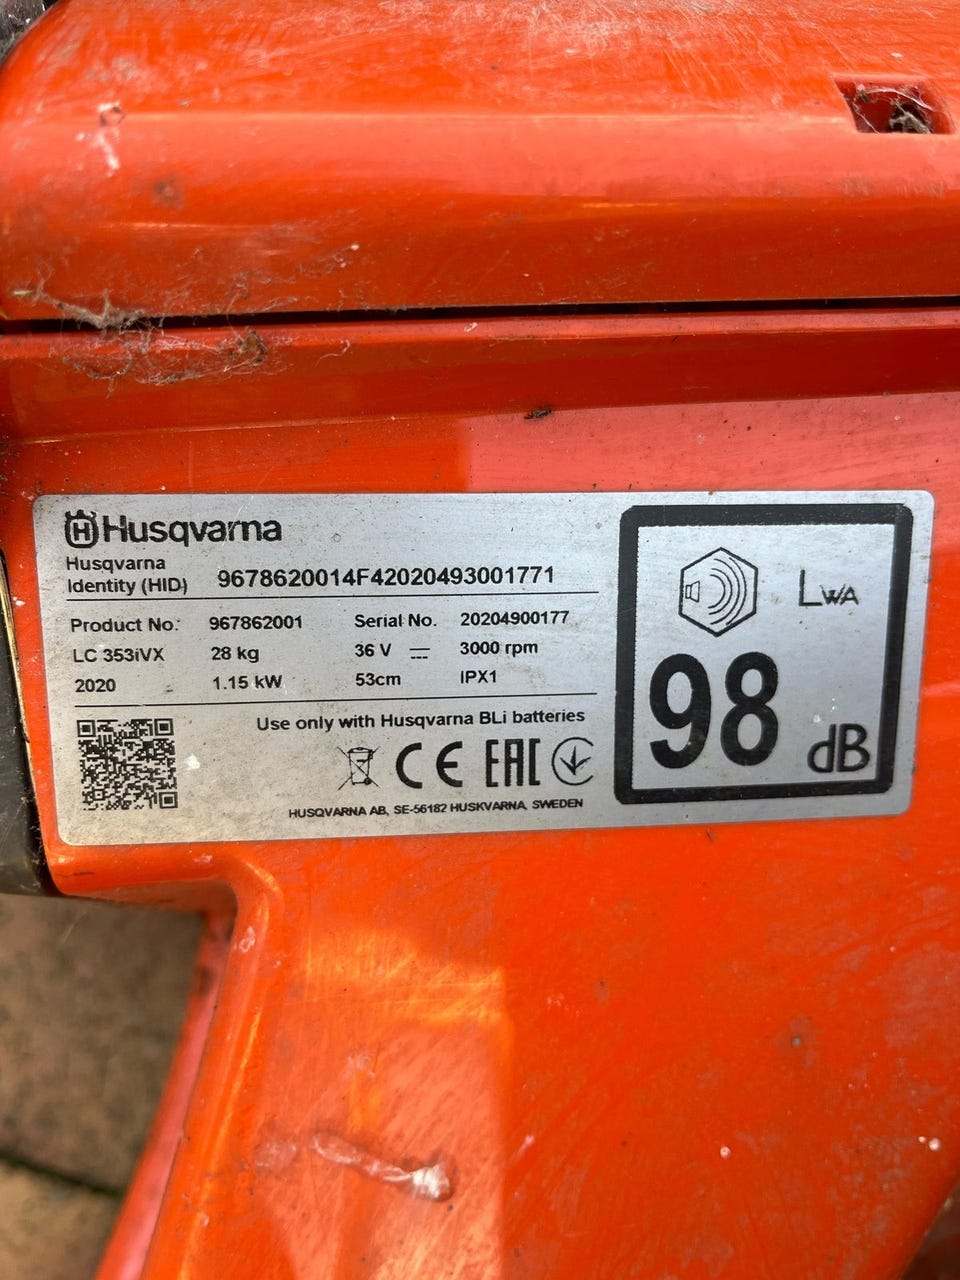 Husqvarna
Husqvarna
Identity (HID) 9678620014F42020493001771
Product No. 967862001 Serial No. 20204900177
LC 353iVX 28 kg 36 V 3000 rpm
2020 1.15 kW 53cm IPX1
Use only with Husqvarna BLi batteries
CE EAC
HUSQVARNA AB, SE-56182 HUSKVARNA, SWEDEN
LWA
98
dB